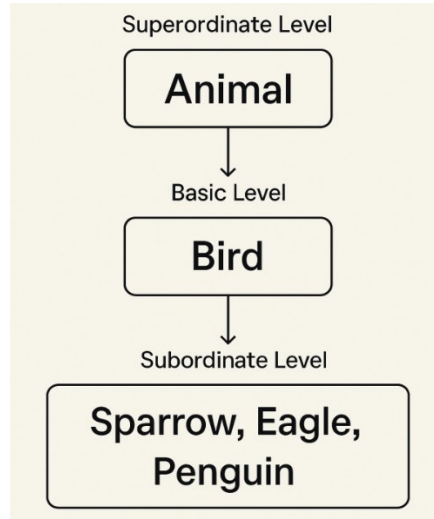 Superordinate Level
Animal
Basic Level
Bird
Subordinate Level
Sparrow, Eagle,
Penguin